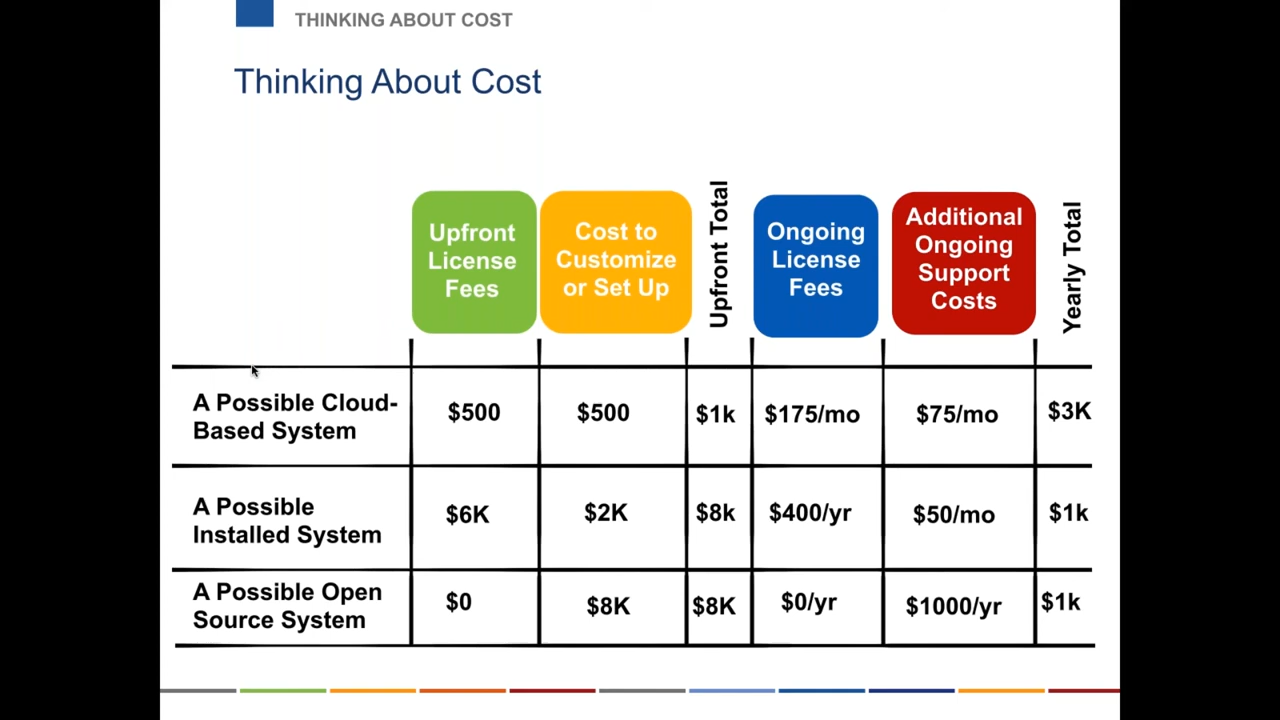 THINKING ABOUT COST
Thinking About Cost
Upfront
License
Fees
Cost to
Customize
or Set Up
Upfront Total
Ongoing
License
Fees
Additional
Ongoing
Support
Costs
Yearly Total
A Possible Cloud-
Based System
$500
$500
$1k
$175/mo
$75/mo
$3K
A Possible
Installed System
$6K
$2K
$8k
$400/yr
$50/mo
$1k
A Possible Open
Source System
$0
$8K
$8K
$0/yr
$1000/yr
$1k